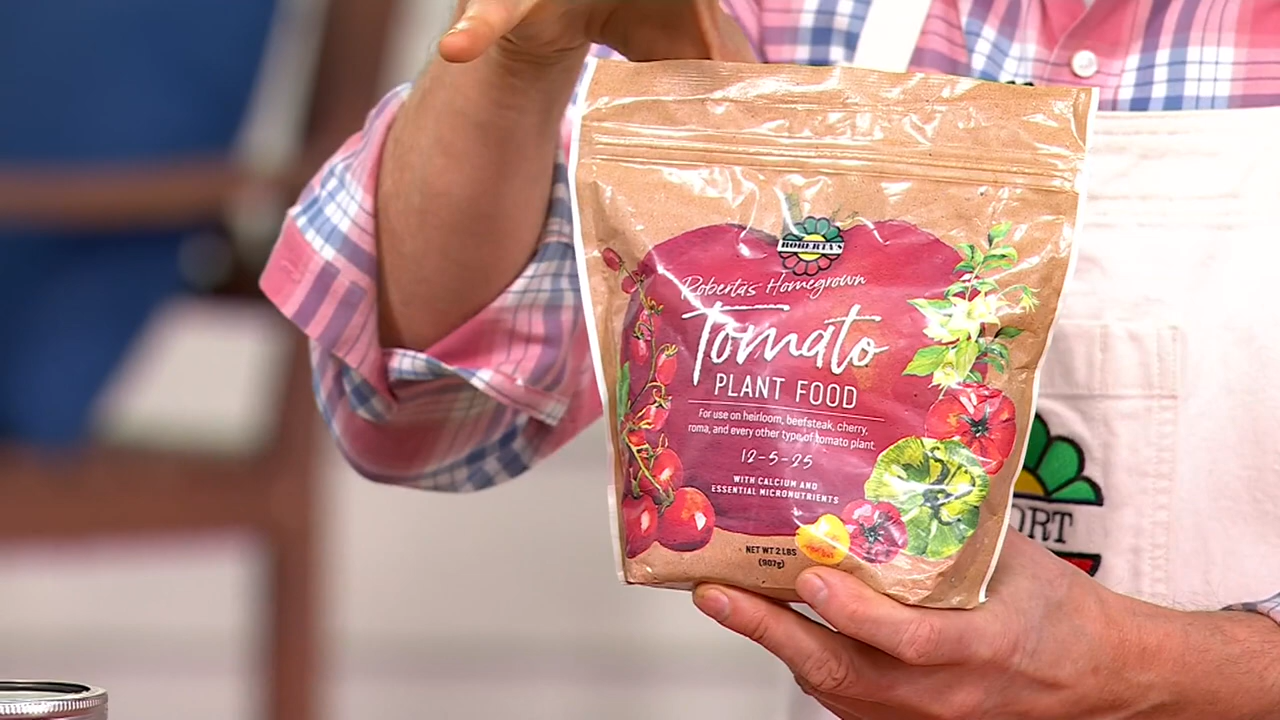 ROBERTA'S
Roberta's Homegrown
Tomato
PLANT FOOD
For use on heirloom, beefsteak, cherry,
roma, and every other type of tomato plant.
12-5-25
WITH CALCIUM AND
ESSENTIAL MICRONUTRIENTS
NET WT 2 LBS
(907g)
ORT